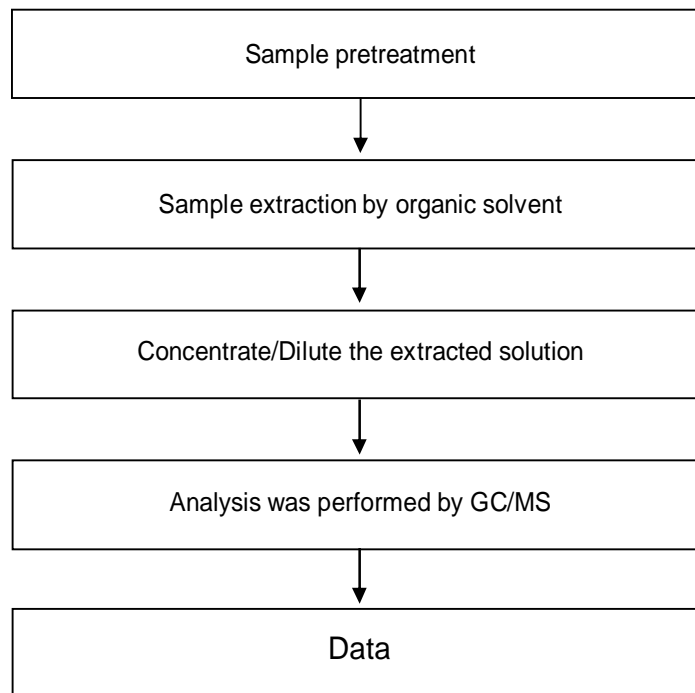 Sample pretreatment
Sample extraction by organic solvent
Concentrate/Dilute the extracted solution
Analysis was performed by GC/MS
Data